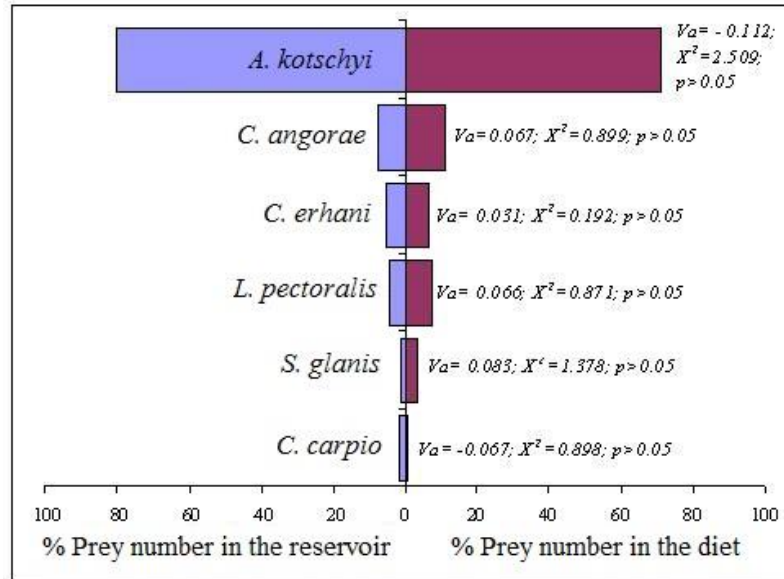 A. kotschyi
Va = - 0.112;
X² = 2.509;
p > 0.05
C. angorae Va = 0.067; X² = 0.899; p > 0.05
C. erhani Va = 0.031; X² = 0.192; p > 0.05
L. pectoralis Va = 0.066; X² = 0.871; p > 0.05
S. glanis Va = 0.083; X² = 1.378; p > 0.05
C. carpio Va = -0.067; X² = 0.898; p > 0.05
100 80 60 40 20 0 20 40 60 80 100
% Prey number in the reservoir % Prey number in the diet